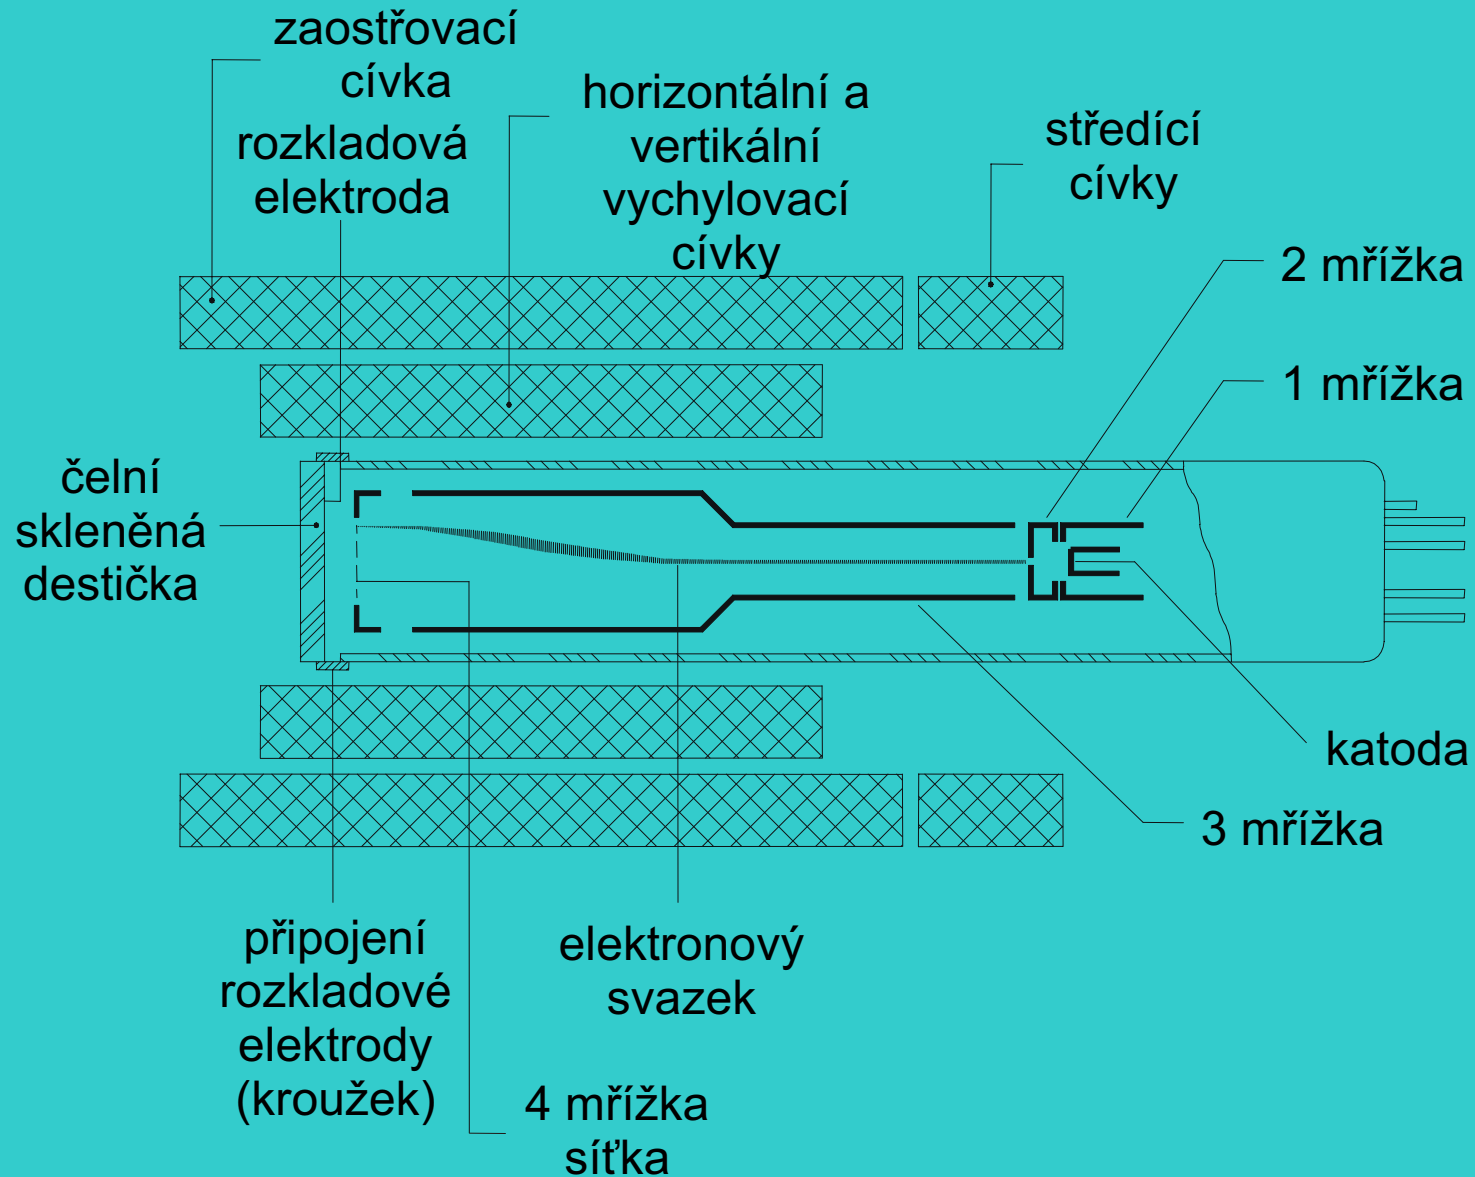 zaostřovací
cívka
rozkladová
elektroda
horizontální a
vertikální
vychylovací
cívky
středící
cívky
2 mřížka
1 mřížka
čelní
skleněná
destička
katoda
3 mřížka
připojení
rozkladové
elektrody
(kroužek)
elektronový
svazek
4 mřížka
síťka